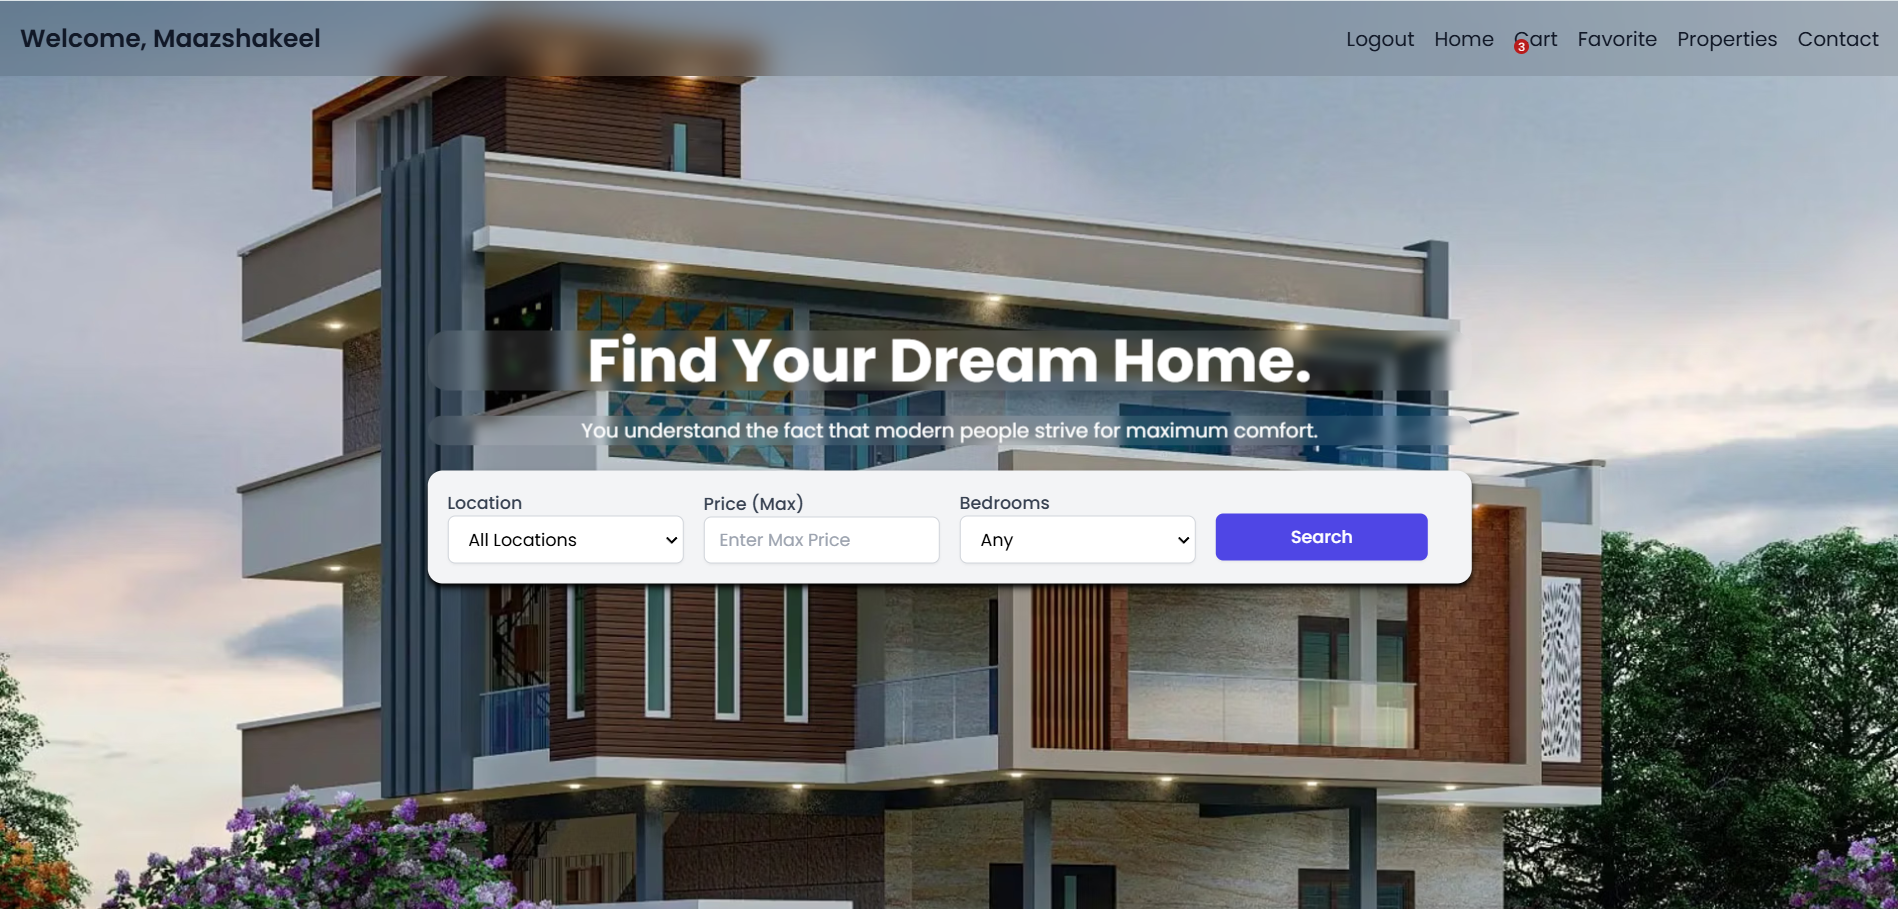 Welcome, Maazshakeel
Logout Home Cart Favorite Properties Contact
3
Find Your Dream Home.
You understand the fact that modern people strive for maximum comfort.
Location Price (Max) Bedrooms
All Locations Enter Max Price Any Search